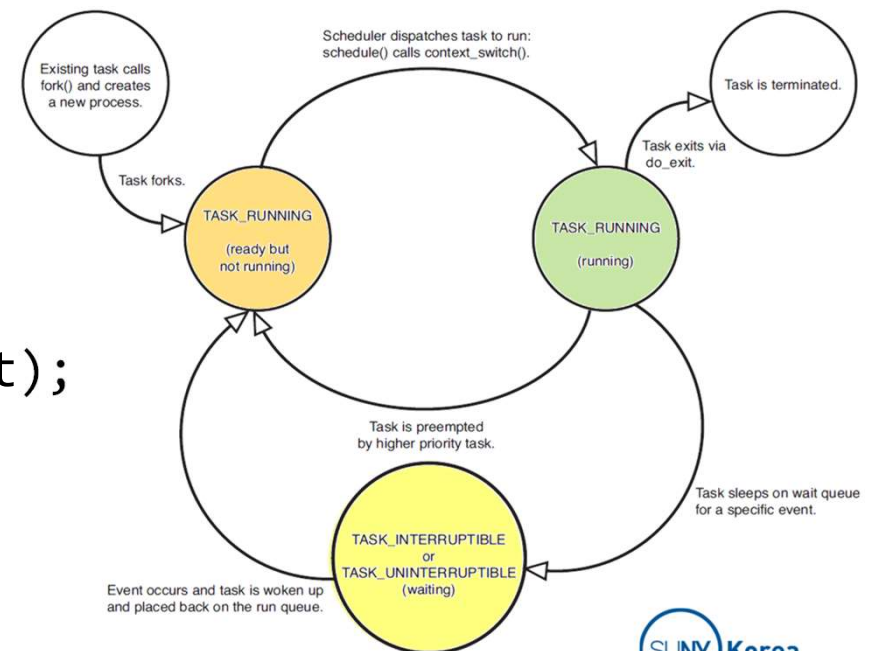 Scheduler dispatches task to run:
schedule() calls context_switch().
Existing task calls
fork() and creates
a new process.
Task is terminated.
Task exits via
do_exit.
Task forks.
TASK_RUNNING
(ready but
not running)
TASK_RUNNING
(running)
t);
Task is preempted
by higher priority task.
Task sleeps on wait queue
for a specific event.
TASK_INTERRUPTIBLE
or
TASK_UNINTERRUPTIBLE
(waiting)
Event occurs and task is woken up
and placed back on the run queue.
SUNY Korea